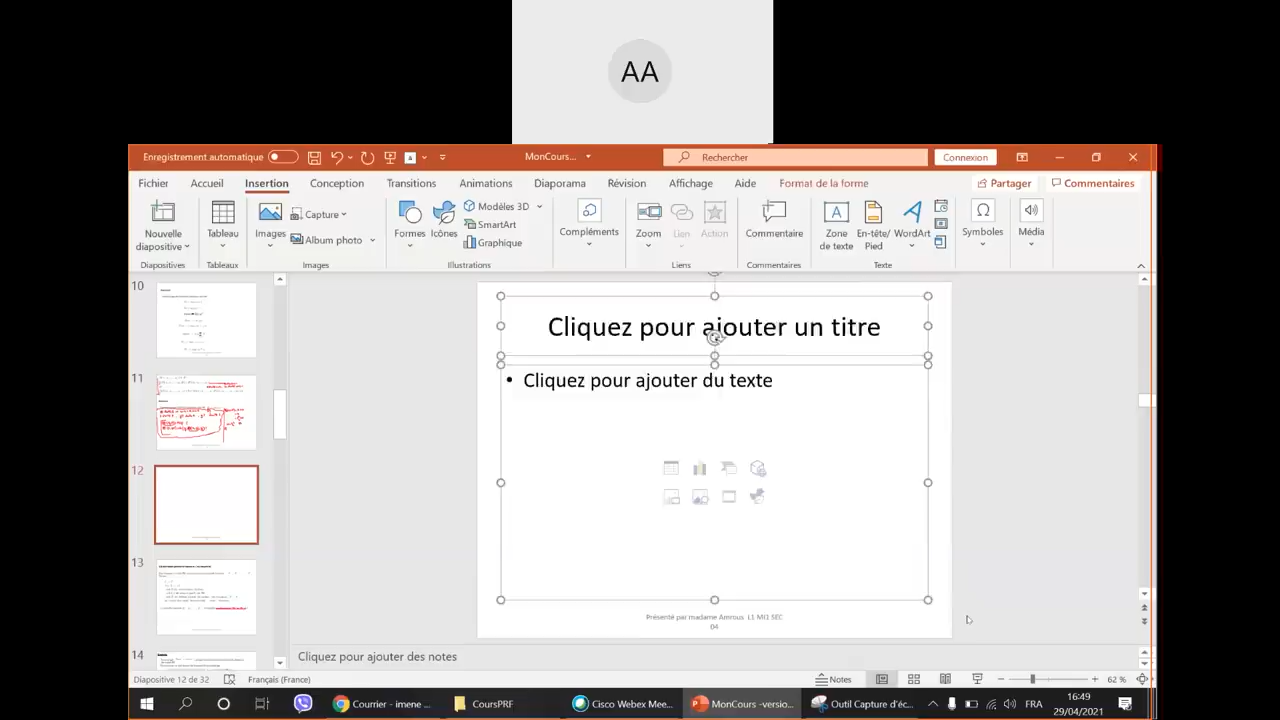 AA
Enregistrement automatique
MonCours...
Rechercher
Connexion
Fichier Accueil Insertion Conception Transitions Animations Diaporama Révision Affichage Aide Format de la forme Partager Commentaires
Nouvelle diapositive
Tableau
Images
Capture
Album photo
Formes
Icônes
Modèles 3D
SmartArt
Graphique
Compléments
Zoom
Lien
Action
Commentaire
Zone de texte
En-tête/ Pied
WordArt
Symboles
Média
Diapositives Tableaux Images Illustrations Liens Commentaires Texte
10
11
12
13
14
Cliquez pour ajouter un titre
• Cliquez pour ajouter du texte
Présenté par madame Amrous L1 MI1 SEC
04
Cliquez pour ajouter des notes
Diapositive 12 de 32 Français (France) Notes 62 %
Courrier - imene ... CoursPRF Cisco Webex Mee... MonCours -versio... Outil Capture d'éc... FRA
16:49
29/04/2021